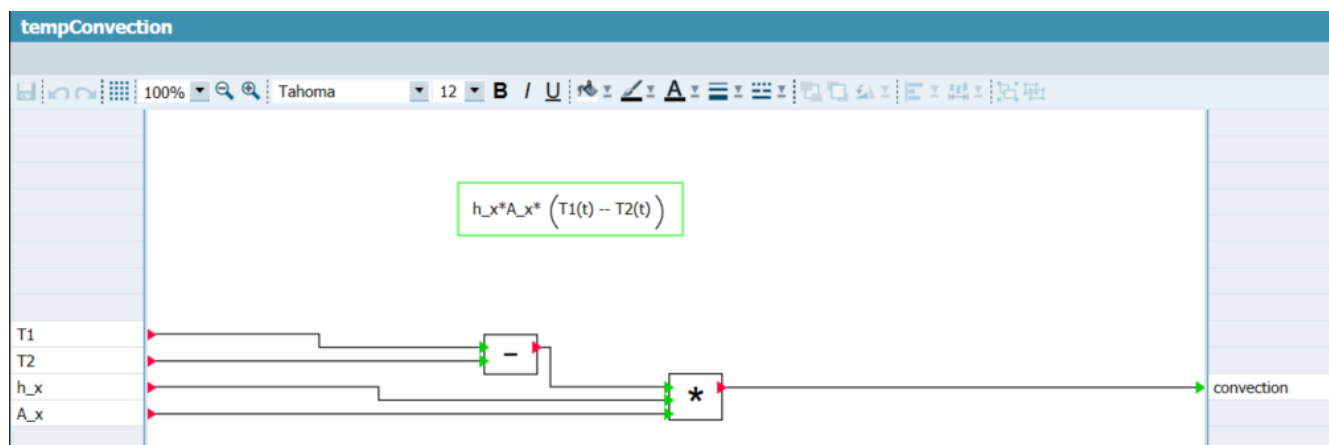 tempConvection
100% Tahoma 12 B I U A
h_x*A_x* (T1(t) -- T2(t))
T1
T2
h_x
A_x
-
*
convection